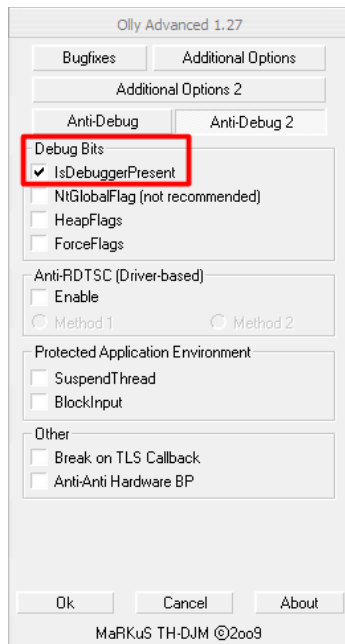 Olly Advanced 1.27
Bugfixes Additional Options
Additional Options 2
Anti-Debug Anti-Debug 2
Debug Bits
IsDebuggerPresent
NtGlobalFlag (not recommended)
HeapFlags
ForceFlags
Anti-RDTSC (Driver-based)
Enable
Method 1 Method 2
Protected Application Environment
SuspendThread
BlockInput
Other
Break on TLS Callback
Anti-Anti Hardware BP
Ok Cancel About
MaRKuS TH-DJM ©2oo9